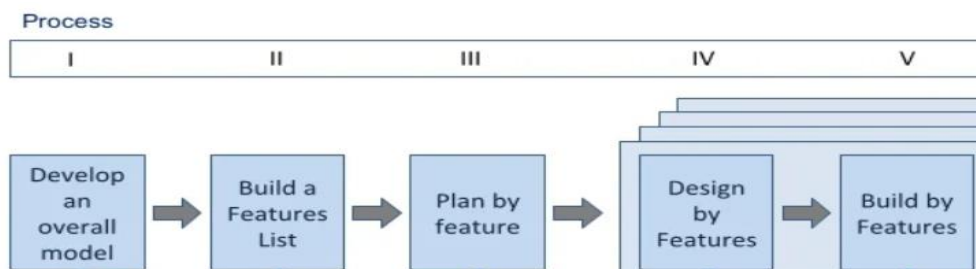 Process
I II III IV V
Develop
an
overall
model
Build a
Features
List
Plan by
feature
Design
by
Features
Build by
Features